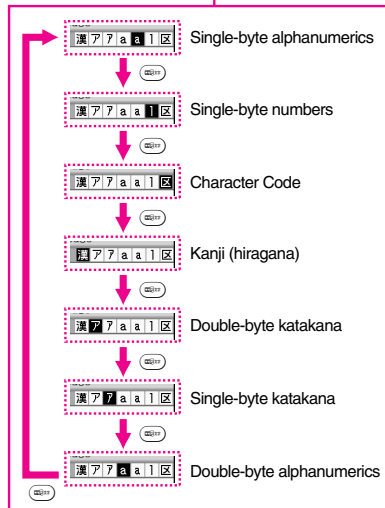 漢アアaa1区 Single-byte alphanumerics
漢アアaa1区 Single-byte numbers
漢アアaa1区 Character Code
漢アアaa1区 Kanji (hiragana)
漢アアaa1区 Double-byte katakana
漢アアaa1区 Single-byte katakana
漢アアaa1区 Double-byte alphanumerics